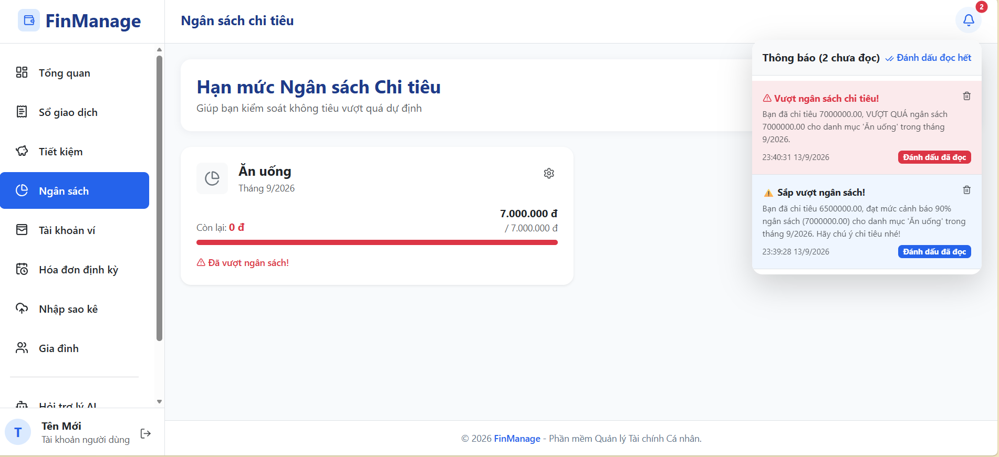 FinManage
Tổng quan
Sổ giao dịch
Tiết kiệm
Ngân sách
Tài khoản ví
Hóa đơn định kỳ
Nhập sao kê
Gia đình
Hỏi trợ lý AI
T
Tên Mới
Tài khoản người dùng
Ngân sách chi tiêu
2
Hạn mức Ngân sách Chi tiêu
Giúp bạn kiểm soát không tiêu vượt quá dự định
Ăn uống
Tháng 9/2026
7.000.000 đ
Còn lại: 0 đ
/ 7.000.000 đ
Đã vượt ngân sách!
Thông báo (2 chưa đọc)
Đánh dấu đọc hết
Vượt ngân sách chi tiêu!
Bạn đã chi tiêu 7000000.00, VƯỢT QUÁ ngân sách
7000000.00 cho danh mục 'Ăn uống' trong tháng
9/2026.
23:40:31 13/9/2026
Đánh dấu đã đọc
Sắp vượt ngân sách!
Bạn đã chi tiêu 6500000.00, đạt mức cảnh báo 90%
ngân sách (7000000.00) cho danh mục 'Ăn uống' trong
tháng 9/2026. Hãy chú ý chi tiêu nhé!
23:39:28 13/9/2026
Đánh dấu đã đọc
© 2026 FinManage - Phần mềm Quản lý Tài chính Cá nhân.